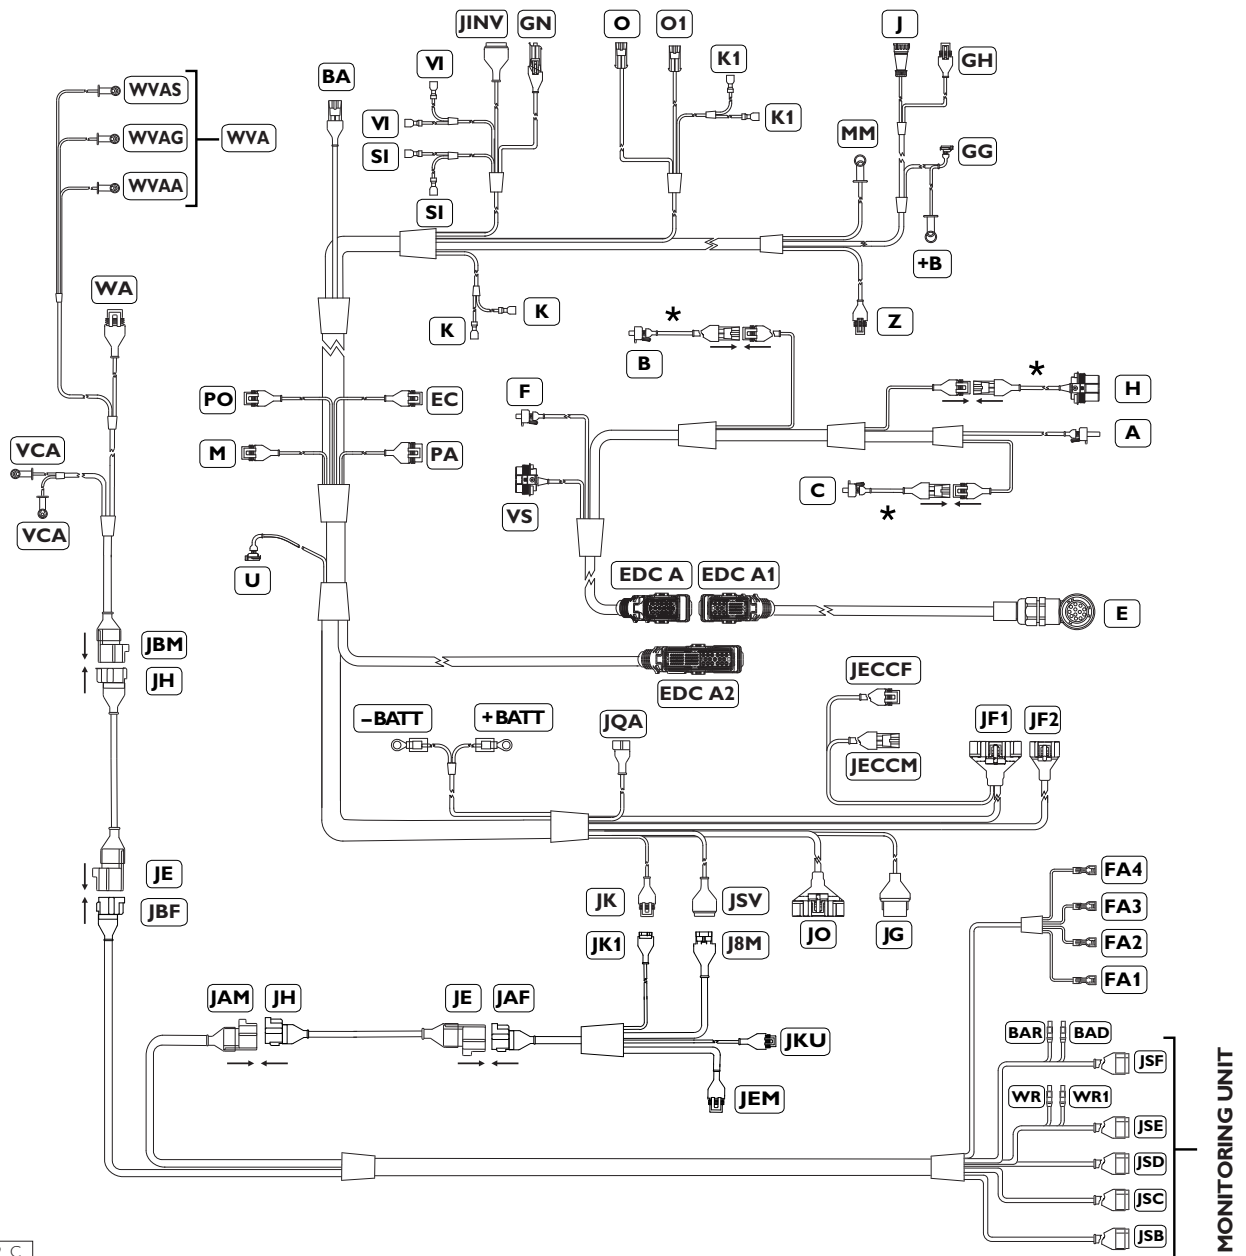 JINV
GN
O
O1
J
VI
K1
GH
BA
WVAS
K1
VI
WVAG
WVA
MM
SI
GG
WVAA
SI
+B
WA
K
K
Z
*
B
*
PO
EC
F
H
M
PA
A
VCA
C
*
VS
VCA
U
EDC A
EDC A1
E
JBM
JH
JECCF
EDC A2
–BATT
+BATT
JQA
JF1
JF2
JECCM
JE
FA4
JK
JSV
FA3
JBF
JO
JG
JK1
J8M
FA2
FA1
JAM
JH
JE
JAF
BAR
BAD
JKU
JSF
JEM
WR
WR1
JSE
JSD
JSC
JSB
MONITORING UNIT